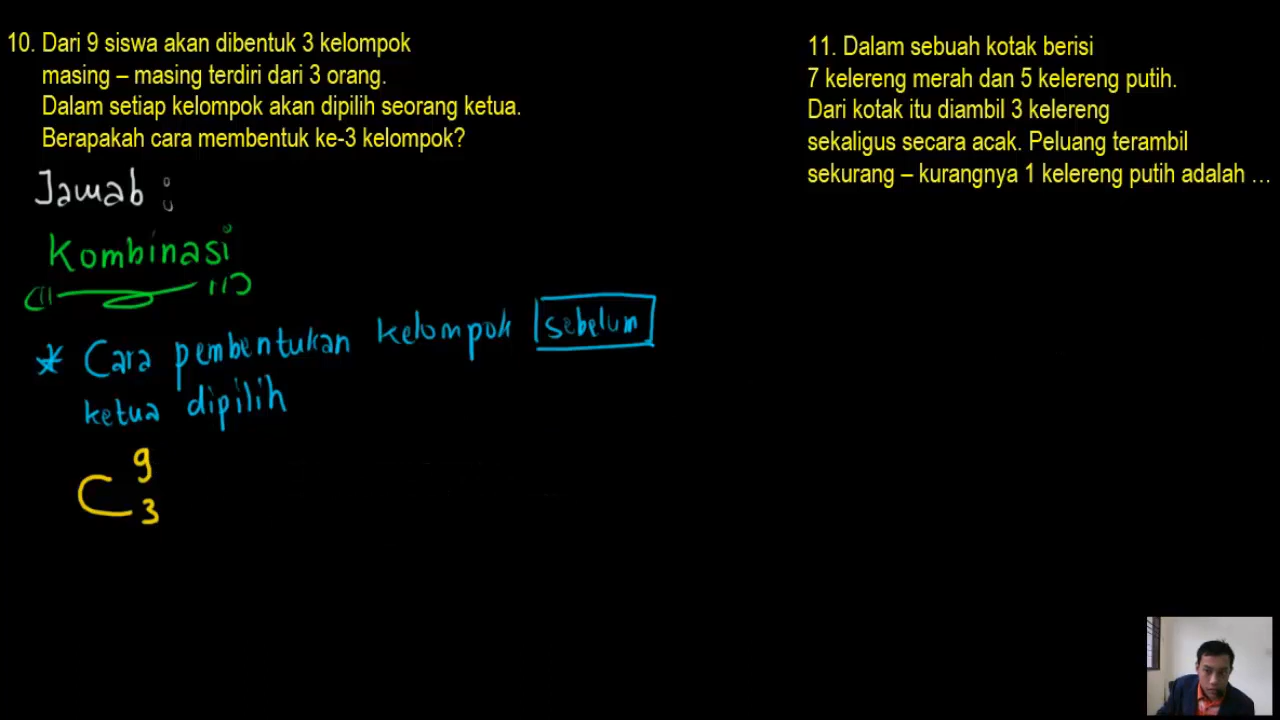 10. Dari 9 siswa akan dibentuk 3 kelompok
masing – masing terdiri dari 3 orang.
Dalam setiap kelompok akan dipilih seorang ketua.
Berapakah cara membentuk ke-3 kelompok?
Jawab :
Kombinasi
* Cara pembentukan kelompok sebelum
ketua dipilih
C 9 3
11. Dalam sebuah kotak berisi
7 kelereng merah dan 5 kelereng putih.
Dari kotak itu diambil 3 kelereng
sekaligus secara acak. Peluang terambil
sekurang – kurangnya 1 kelereng putih adalah ...